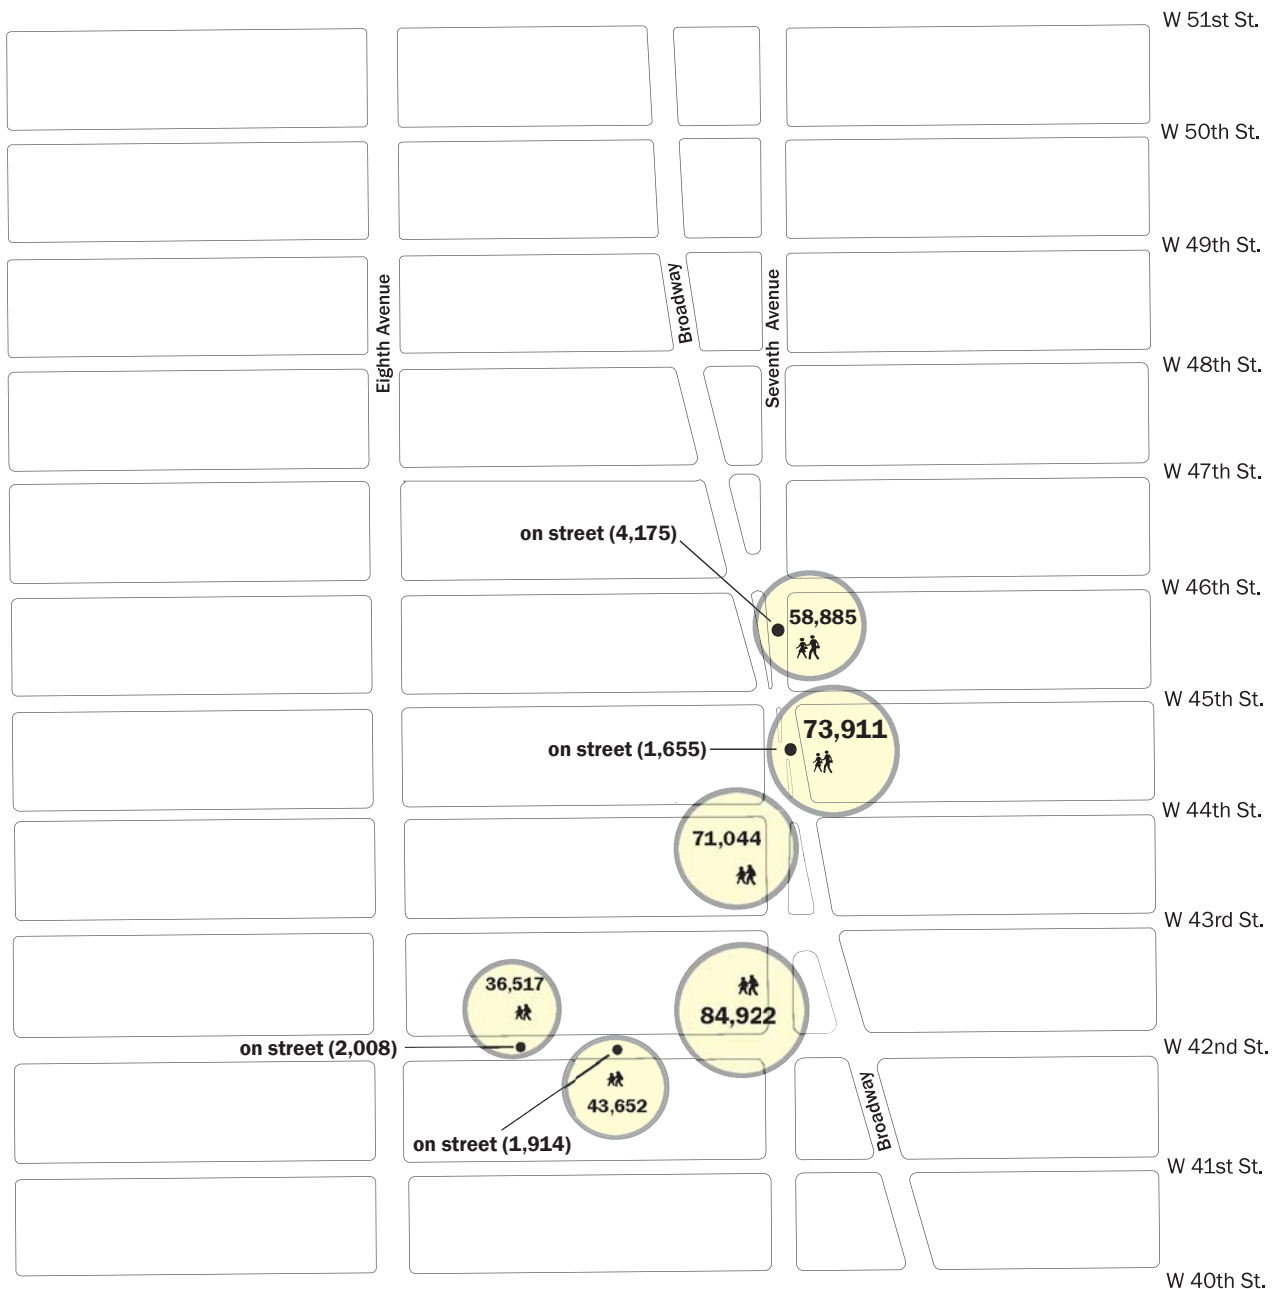 W 51st St.
W 50th St.
W 49th St.
Eighth Avenue
Broadway
Seventh Avenue
W 48th St.
W 47th St.
on street (4,175)
W 46th St.
58,885
W 45th St.
73,911
on street (1,655)
W 44th St.
71,044
W 43rd St.
36,517
84,922
on street (2,008)
W 42nd St.
43,652
Broadway
on street (1,914)
W 41st St.
W 40th St.